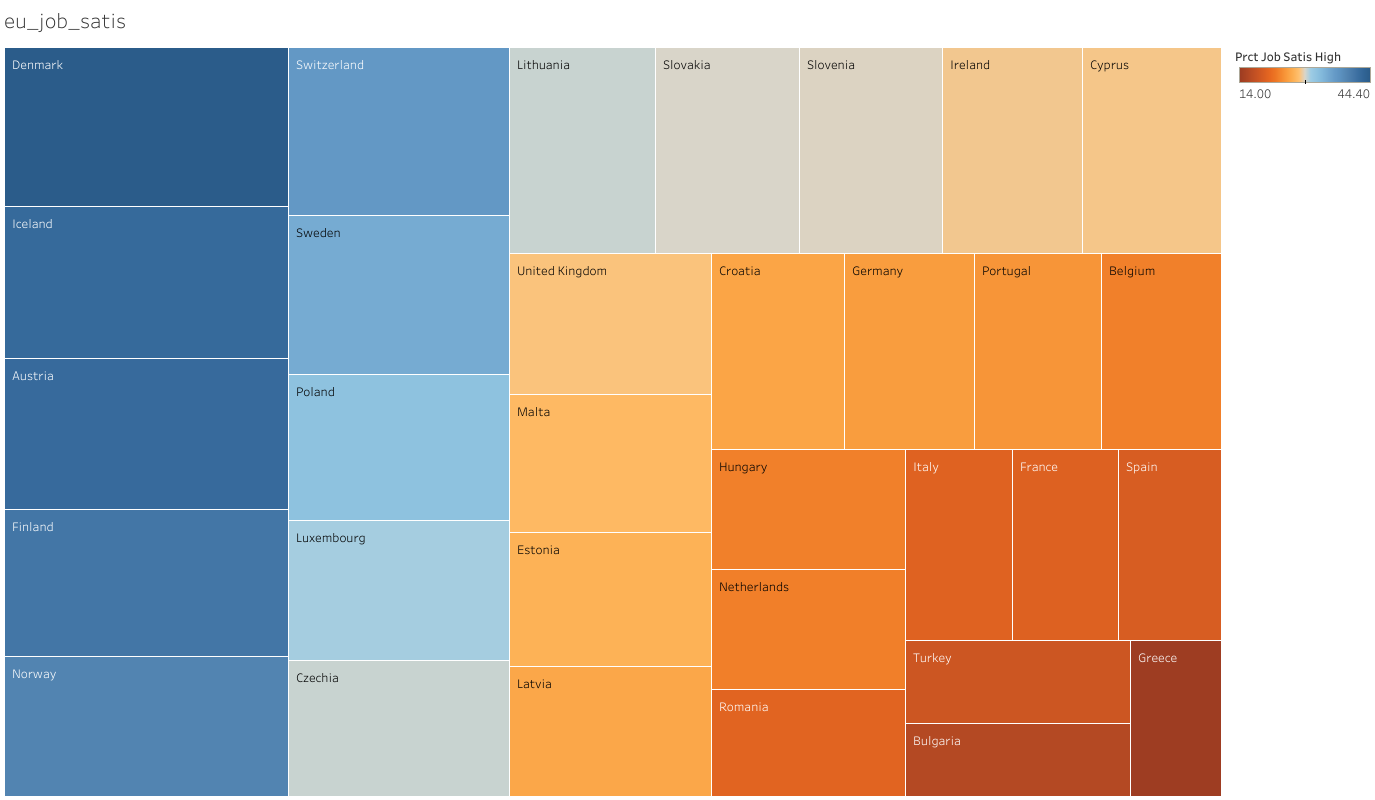 eu_job_satis
Denmark
Iceland
Austria
Finland
Norway
Switzerland
Sweden
Poland
Luxembourg
Czechia
Lithuania
Slovakia
Slovenia
Ireland
Cyprus
United Kingdom
Malta
Estonia
Latvia
Croatia
Germany
Portugal
Belgium
Hungary
Netherlands
Romania
Italy
France
Spain
Turkey
Bulgaria
Greece
Prct Job Satis High
14.00 44.40